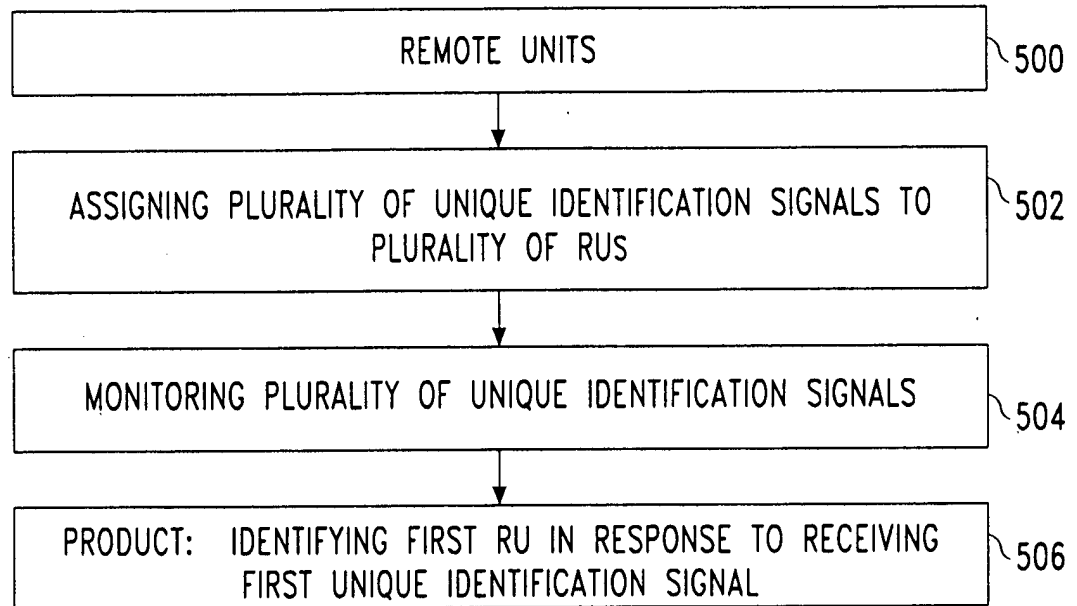 REMOTE UNITS
500
ASSIGNING PLURALITY OF UNIQUE IDENTIFICATION SIGNALS TO
PLURALITY OF RUs
502
MONITORING PLURALITY OF UNIQUE IDENTIFICATION SIGNALS
504
PRODUCT: IDENTIFYING FIRST RU IN RESPONSE TO RECEIVING
FIRST UNIQUE IDENTIFICATION SIGNAL
506